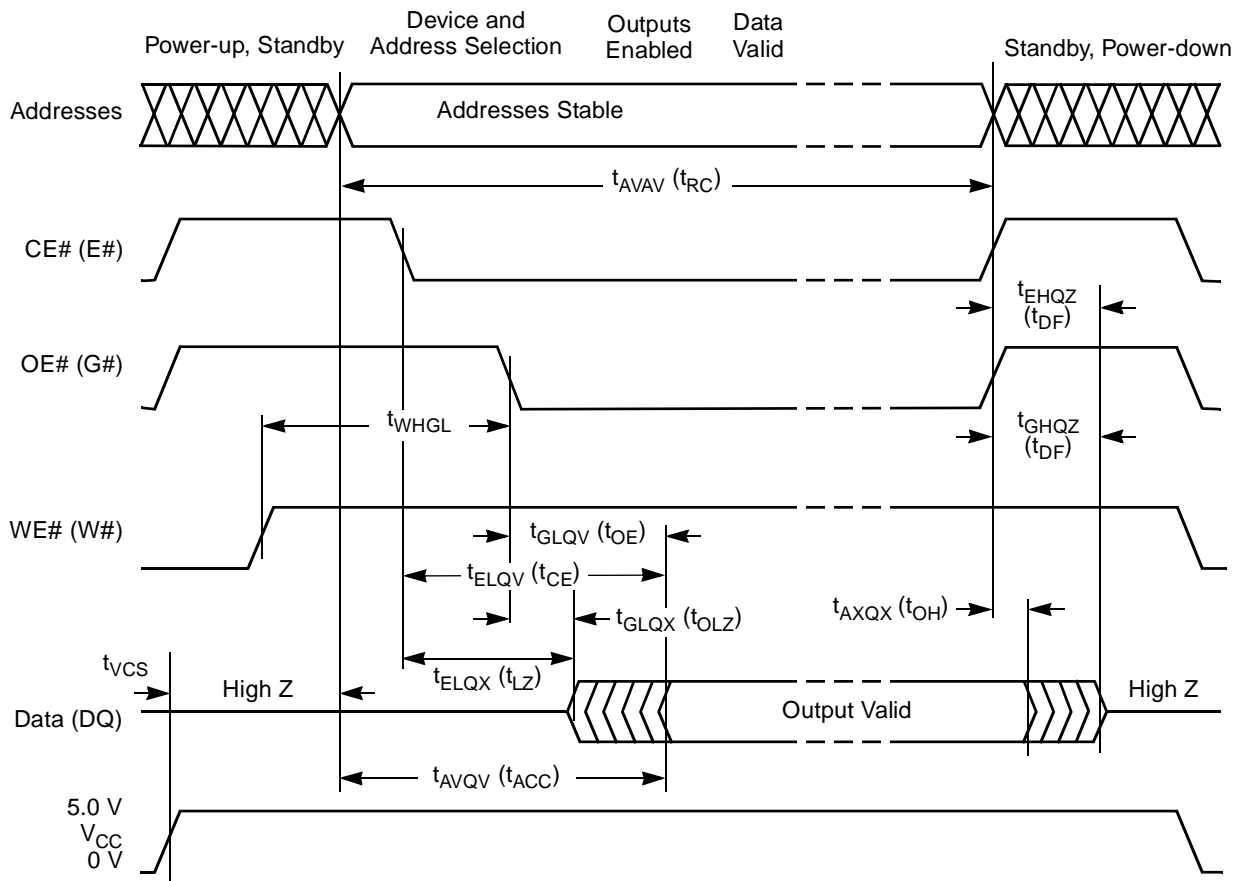 Power-up, Standby
Device and
Address Selection
Outputs
Enabled
Data
Valid
Standby, Power-down
Addresses
Addresses Stable
tAVAV (tRC)
CE# (E#)
tEHQZ
(tDF)
OE# (G#)
tWHGL
tGHQZ
(tDF)
WE# (W#)
tGLQV (tOE)
tELQV (tCE)
tGLQX (tOLZ)
tAXQX (tOH)
tVCS
tELQX (tLZ)
High Z
High Z
Data (DQ)
Output Valid
tAVQV (tACC)
5.0 V
VCC
0 V